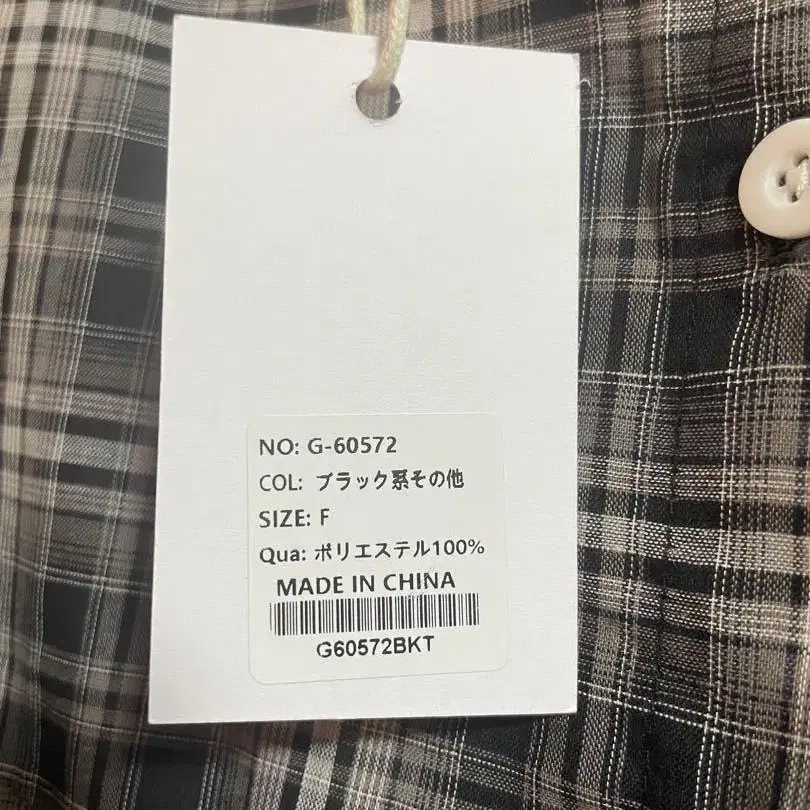 NO: G-60572
COL: ブラック系その他
SIZE: F
Qua: ポリエステル100%
MADE IN CHINA
G60572BKT